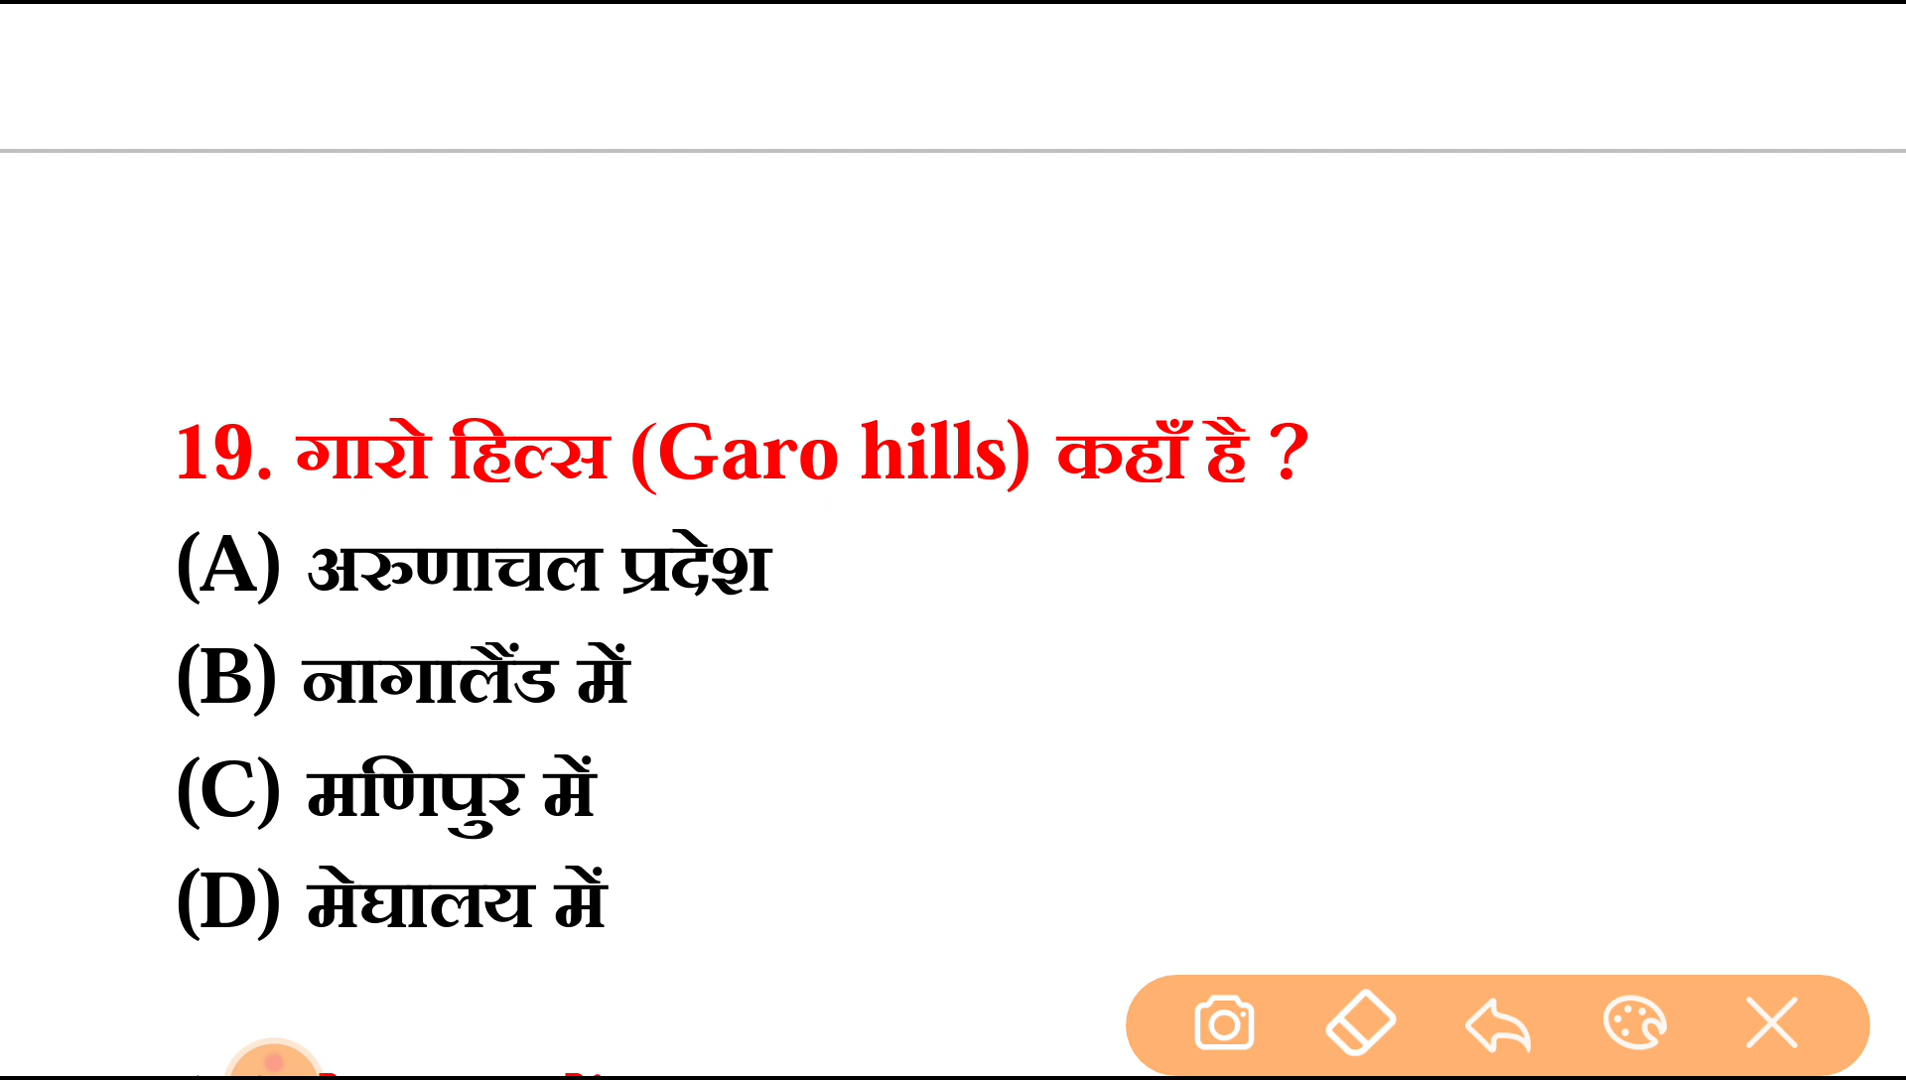 19. गारो हिल्स (Garo hills) कहाँ है ?
(A) अरुणाचल प्रदेश
(B) नागालैंड में
(C) मणिपुर में
(D) मेघालय में